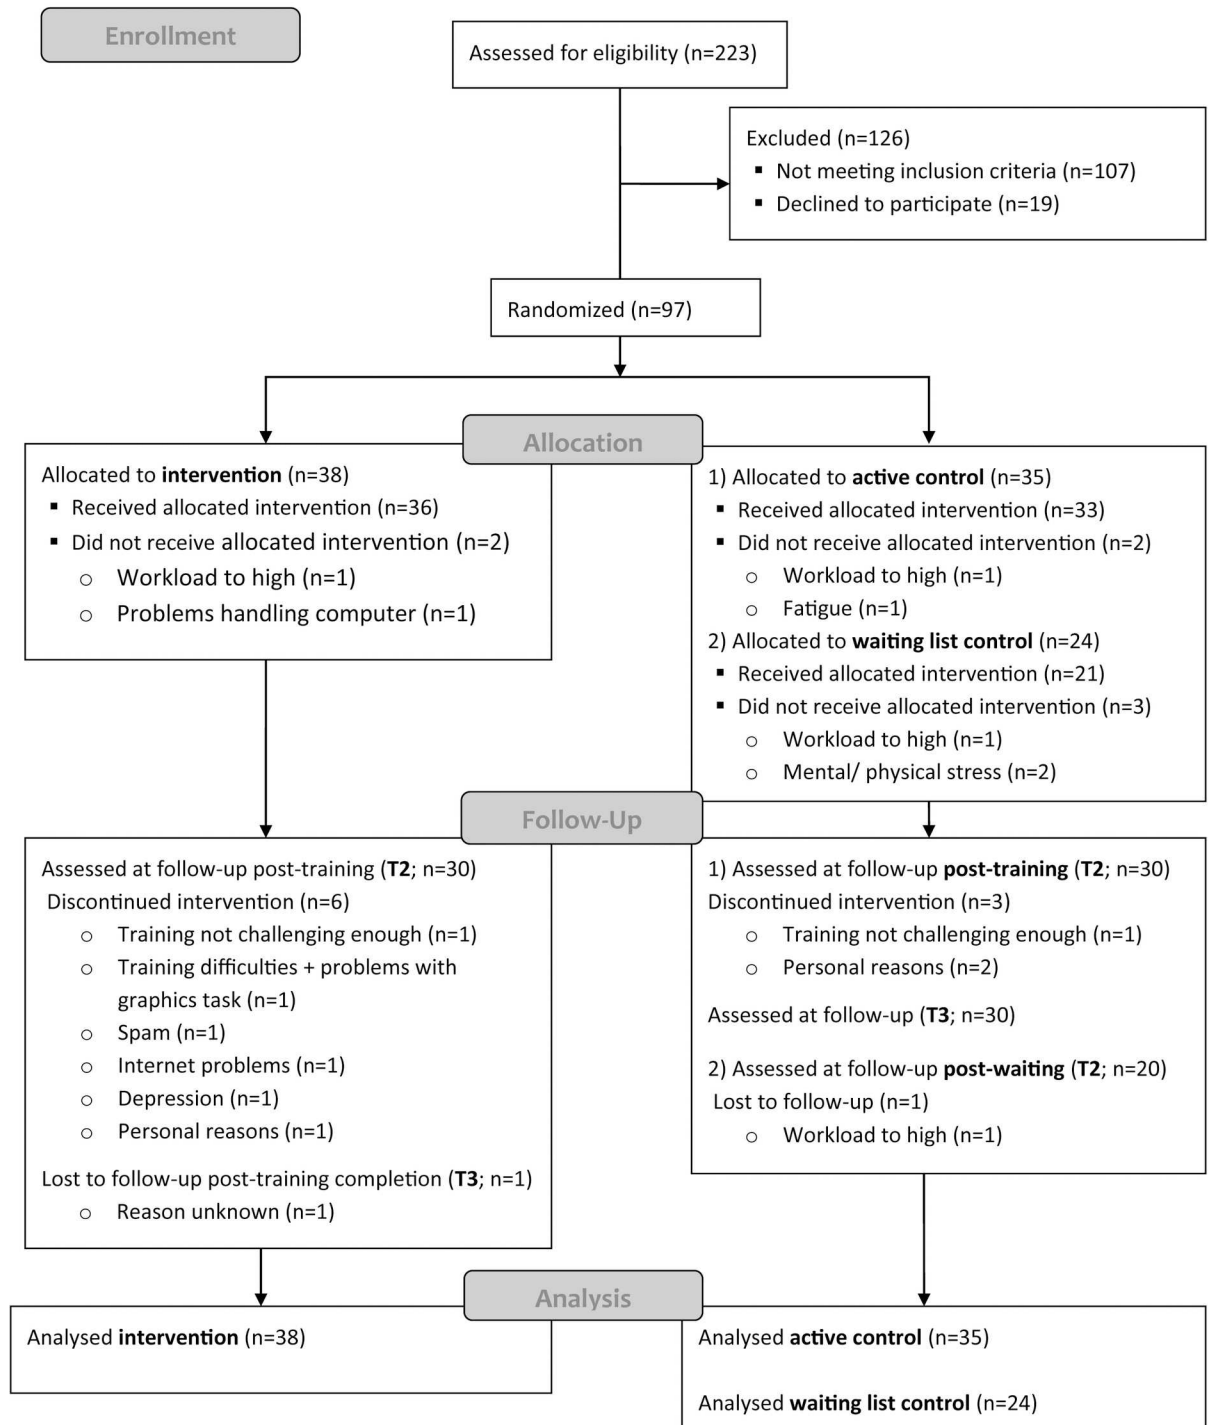 Enrollment
Assessed for eligibility (n=223)
Excluded (n=126)
▪ Not meeting inclusion criteria (n=107)
▪ Declined to participate (n=19)
Randomized (n=97)
Allocation
Allocated to intervention (n=38)
▪ Received allocated intervention (n=36)
▪ Did not receive allocated intervention (n=2)
o Workload to high (n=1)
o Problems handling computer (n=1)
1) Allocated to active control (n=35)
▪ Received allocated intervention (n=33)
▪ Did not receive allocated intervention (n=2)
o Workload to high (n=1)
o Fatigue (n=1)
2) Allocated to waiting list control (n=24)
▪ Received allocated intervention (n=21)
▪ Did not receive allocated intervention (n=3)
o Workload to high (n=1)
o Mental/ physical stress (n=2)
Follow-Up
Assessed at follow-up post-training (T2; n=30)
Discontinued intervention (n=6)
o Training not challenging enough (n=1)
o Training difficulties + problems with
graphics task (n=1)
o Spam (n=1)
o Internet problems (n=1)
o Depression (n=1)
o Personal reasons (n=1)
Lost to follow-up post-training completion (T3; n=1)
o Reason unknown (n=1)
1) Assessed at follow-up post-training (T2; n=30)
Discontinued intervention (n=3)
o Training not challenging enough (n=1)
o Personal reasons (n=2)
Assessed at follow-up (T3; n=30)
2) Assessed at follow-up post-waiting (T2; n=20)
Lost to follow-up (n=1)
o Workload to high (n=1)
Analysis
Analysed intervention (n=38)
Analysed active control (n=35)
Analysed waiting list control (n=24)